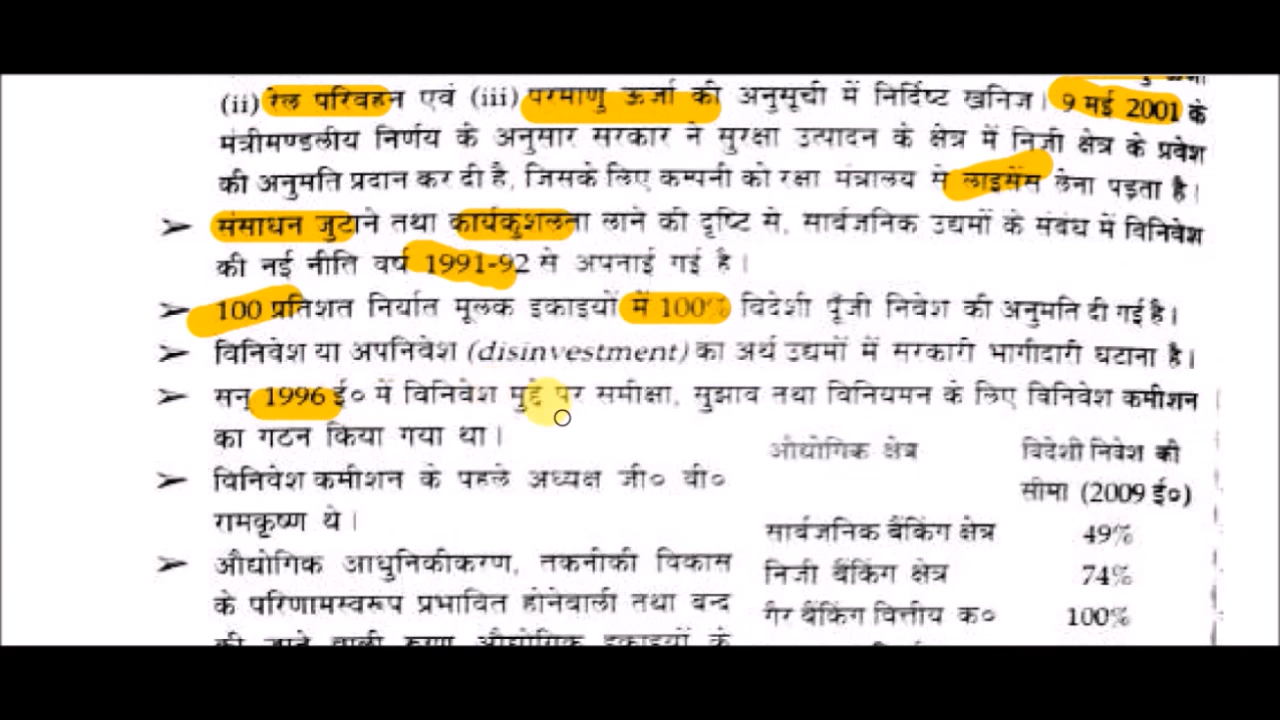 (ii) रेल परिवहन एवं (iii) परमाणु ऊर्जा की अनुसूची में निर्दिष्ट खनिज। 9 मई 2001 के
मंत्रीमण्डलीय निर्णय के अनुसार सरकार ने सुरक्षा उत्पादन के क्षेत्र में निजी क्षेत्र के प्रवेश
की अनुमति प्रदान कर दी है, जिसके लिए कम्पनी को रक्षा मंत्रालय से लाइसेंस लेना पड़ता है।
➢ संसाधन जुटाने तथा कार्यकुशलता लाने की दृष्टि से, सार्वजनिक उद्यमों के संबंध में विनिवेश
की नई नीति वर्ष 1991-92 से अपनाई गई है।
➢ 100 प्रतिशत निर्यात मूलक इकाइयों में 100% विदेशी पूँजी निवेश की अनुमति दी गई है।
➢ विनिवेश या अपनिवेश (disinvestment) का अर्थ उद्यमों में सरकारी भागीदारी घटाना है।
➢ सन् 1996 ई० में विनिवेश मुद्दे पर समीक्षा, सुझाव तथा विनियमन के लिए विनिवेश कमीशन
का गठन किया गया था।
➢ विनिवेश कमीशन के पहले अध्यक्ष जी० वी०
रामकृष्ण थे।
➢ औद्योगिक आधुनिकीकरण, तकनीकी विकास
के परिणामस्वरूप प्रभावित होनेवाली तथा बन्द
की जाने वाली रुग्ण औद्योगिक इकाइयों के
औद्योगिक क्षेत्र विदेशी निवेश की
सीमा (2009 ई०)
सार्वजनिक बैंकिंग क्षेत्र 49%
निजी बैंकिंग क्षेत्र 74%
गैर बैंकिंग वित्तीय क० 100%